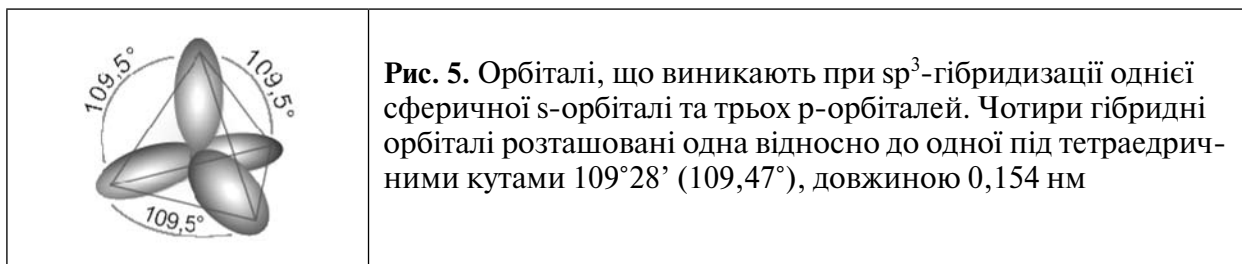 109,5°
109,5°
109,5°
Рис. 5. Орбіталі, що виникають при sp³-гібридизації однієї
сферичної s-орбіталі та трьох p-орбіталей. Чотири гібридні
орбіталі розташовані одна відносно до одної під тетраедрич-
ними кутами 109°28’ (109,47°), довжиною 0,154 нм